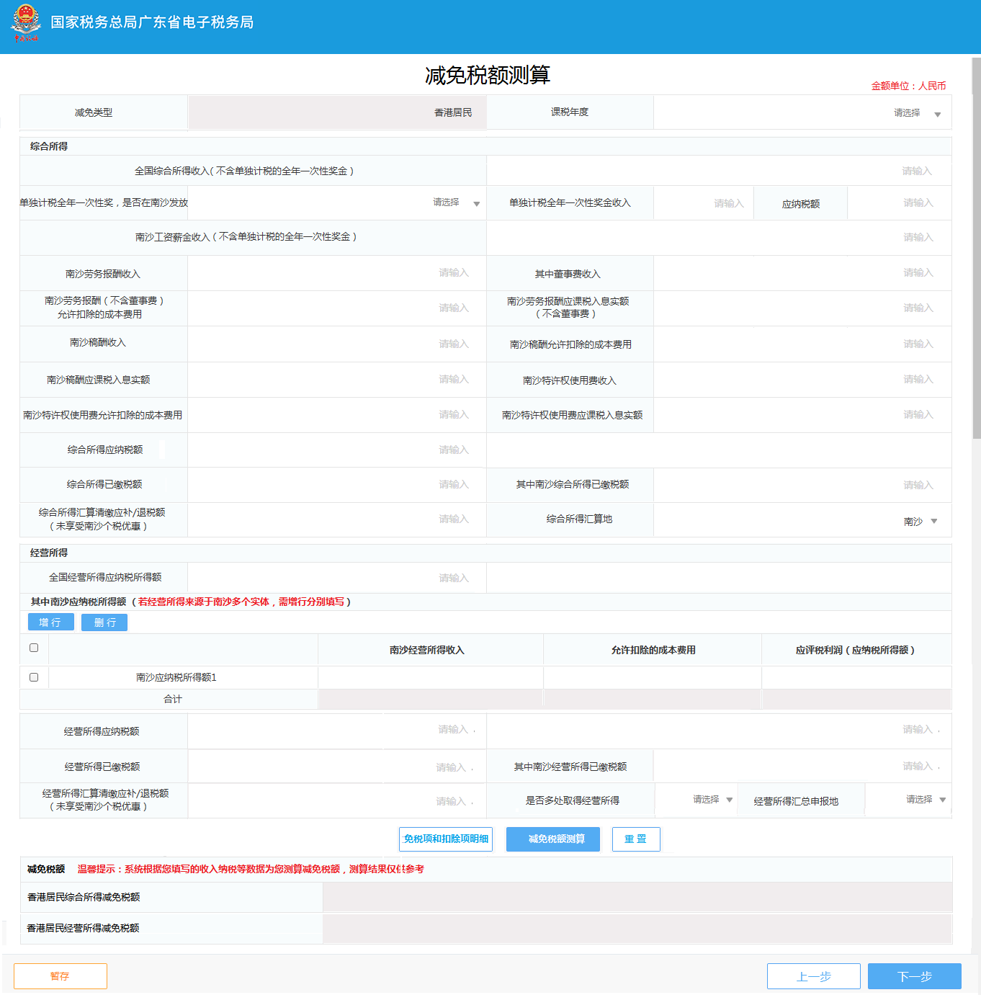 国家税务总局广东省电子税务局
减免税额测算
金额单位：人民币
减免类型 香港居民 课税年度 请选择
综合所得
全国综合所得收入(不含单独计税的全年一次性奖金） 请输入
单独计税全年一次性奖，是否在南沙发放 请选择 单独计税全年一次性奖金收入 请输入 应纳税额 请输入
南沙工资薪金收入（不含单独计税的全年一次性奖金） 请输入
南沙劳务报酬收入 请输入 其中董事费收入 请输入
南沙劳务报酬（不含董事费）
允许扣除的成本费用 请输入 南沙劳务报酬应课税入息实额
（不含董事费） 请输入
南沙稿酬收入 请输入 南沙稿酬允许扣除的成本费用 请输入
南沙稿酬应课税入息实额 请输入 南沙特许权使用费收入 请输入
南沙特许权使用费允许扣除的成本费用 请输入 南沙特许权使用费应课税入息实额 请输入
综合所得应纳税额 请输入
综合所得已缴税额 请输入 其中南沙综合所得已缴税额 请输入
综合所得汇算清缴应补/退税额
（未享受南沙个税优惠） 请输入 综合所得汇算地 南沙
经营所得
全国经营所得应纳税所得额 请输入
其中南沙应纳税所得额（若经营所得来源于南沙多个实体，需增行分别填写）
增行 删行
南沙经营所得收入 允许扣除的成本费用 应评税利润（应纳税所得额）
南沙应纳税所得额1
合计
经营所得应纳税额 请输入 请输入
经营所得已缴税额 请输入 其中南沙经营所得已缴税额 请输入
经营所得汇算清缴应补/退税额
（未享受南沙个税优惠） 请输入 是否多处取得经营所得 请选择 经营所得汇总申报地 请选择
免税项和扣除项明细 减免税额测算 重置
减免税额 温馨提示：系统根据您填写的收入纳税等数据为您测算减免税额，测算结果仅供参考
香港居民综合所得减免税额
香港居民经营所得减免税额
暂存 上一步 下一步